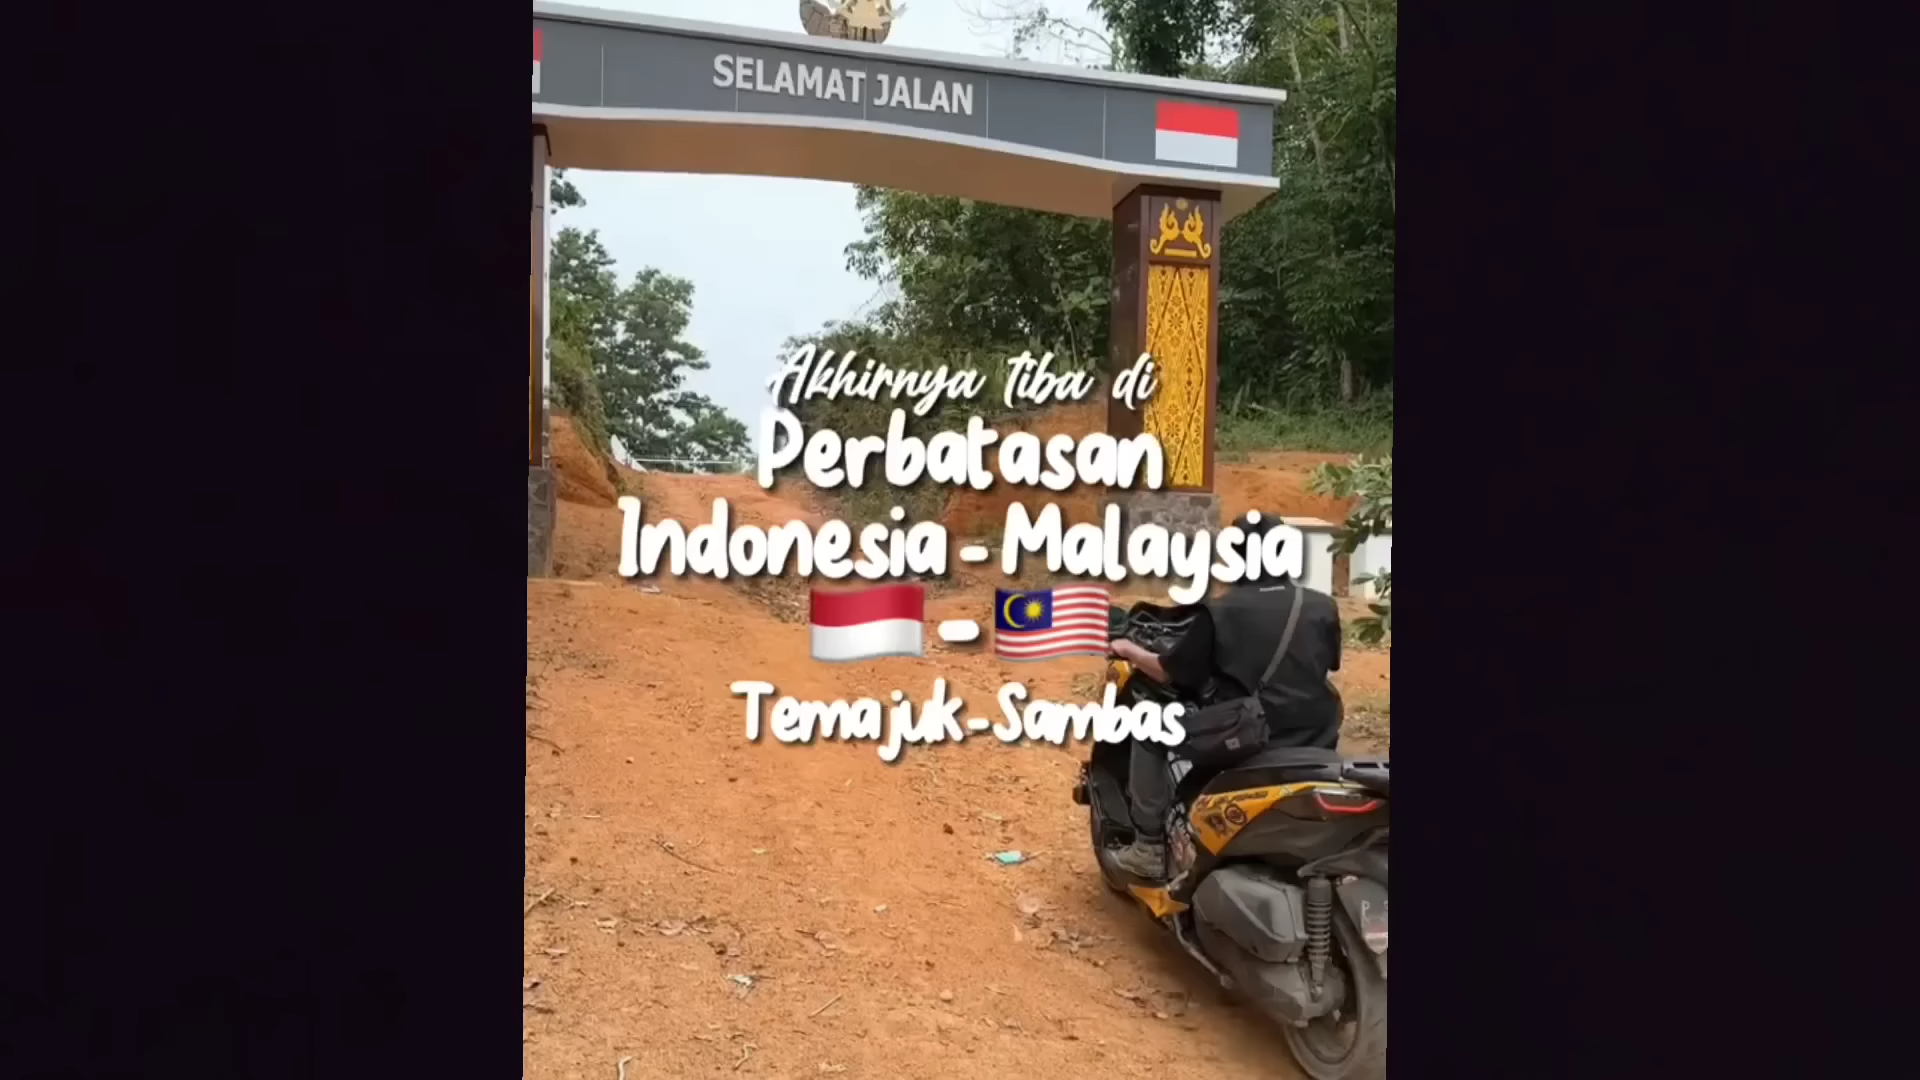 SELAMAT JALAN
Akhirnya tiba di
Perbatasan
Indonesia - Malaysia
🇮🇩 - 🇲🇾
Temajuk-Sambas